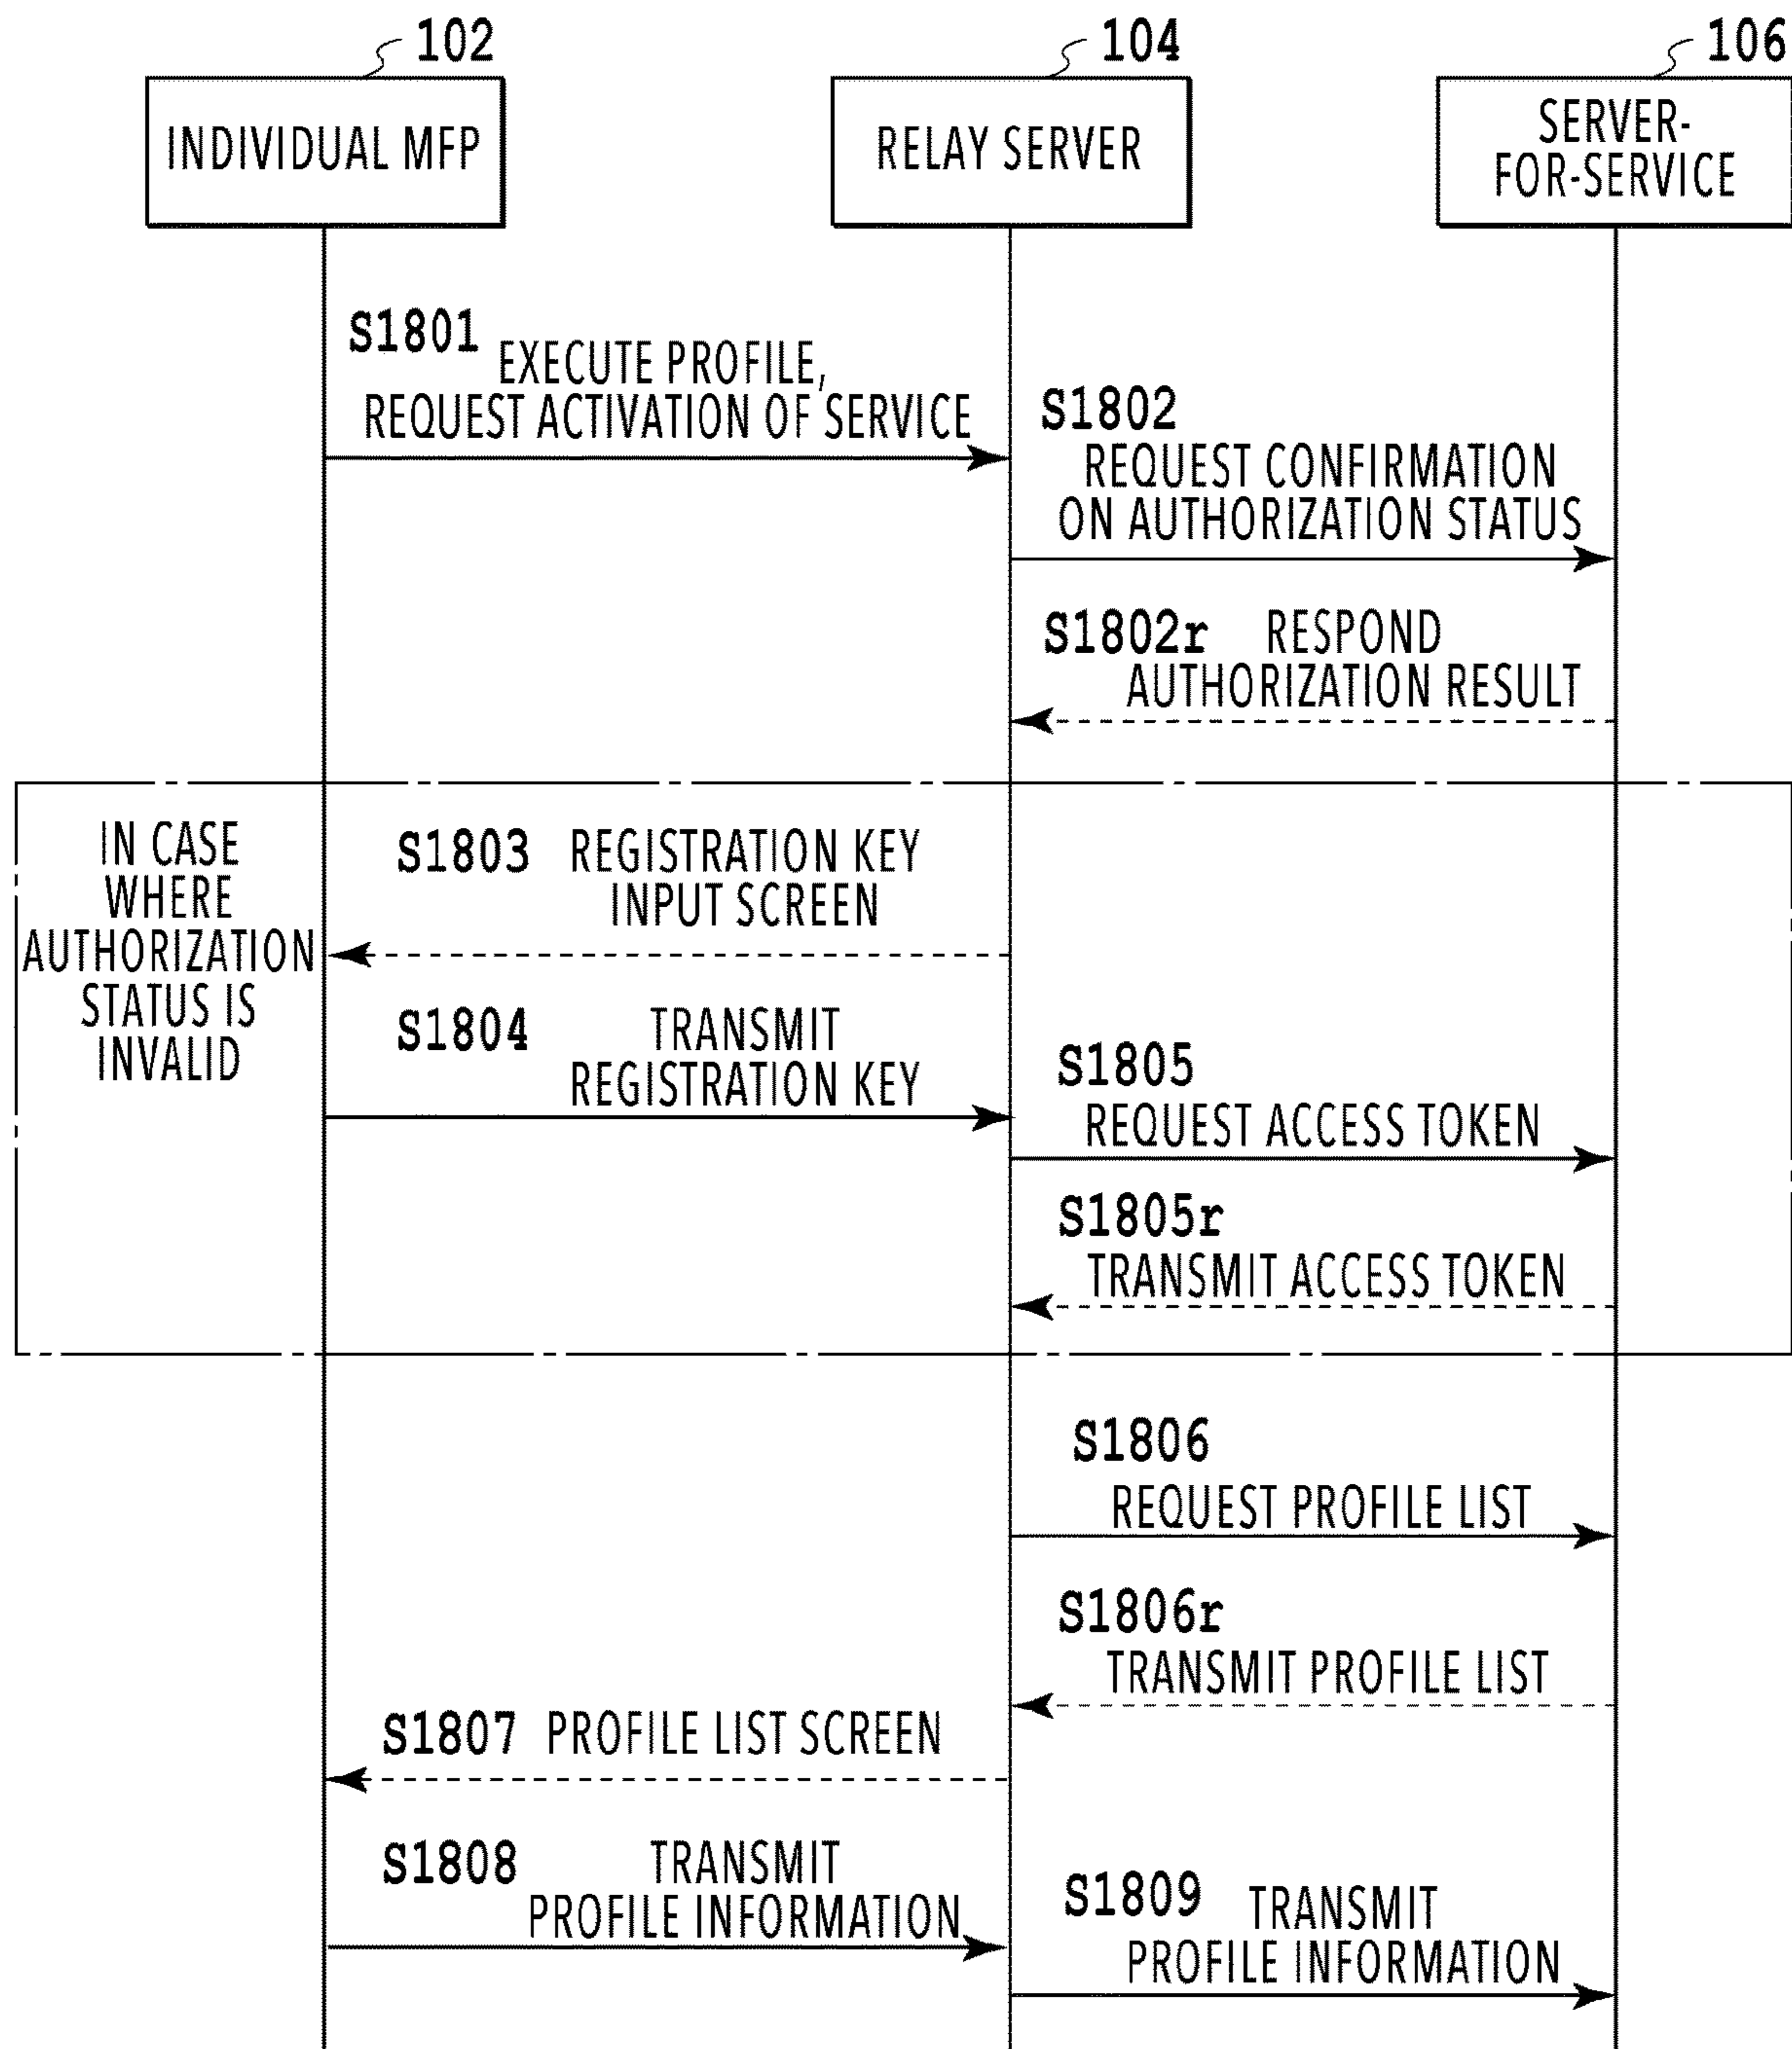 102
104
106
INDIVIDUAL MFP
RELAY SERVER
SERVER-
FOR-SERVICE
S1801
EXECUTE PROFILE,
REQUEST ACTIVATION OF SERVICE
S1802
REQUEST CONFIRMATION
ON AUTHORIZATION STATUS
S1802r RESPOND
AUTHORIZATION RESULT
IN CASE
WHERE
AUTHORIZATION
STATUS IS
INVALID
S1803 REGISTRATION KEY
INPUT SCREEN
S1804 TRANSMIT
REGISTRATION KEY
S1805
REQUEST ACCESS TOKEN
S1805r
TRANSMIT ACCESS TOKEN
S1806
REQUEST PROFILE LIST
S1806r
TRANSMIT PROFILE LIST
S1807 PROFILE LIST SCREEN
S1808 TRANSMIT
PROFILE INFORMATION
S1809 TRANSMIT
PROFILE INFORMATION